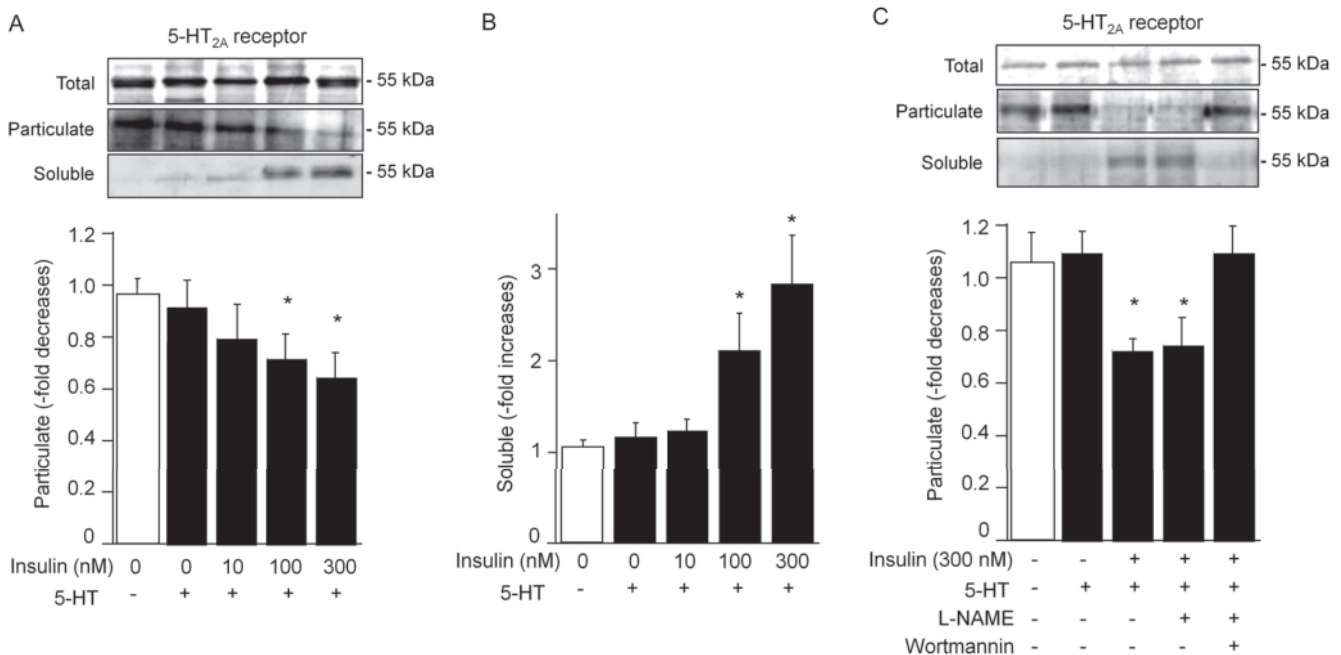 A
5-HT2A receptor
Total
- 55 kDa
Particulate
- 55 kDa
Soluble
- 55 kDa
Particulate (-fold decreases)
1.2
1.0
0.8
0.6
0.4
0.2
0
* *
Insulin (nM) 0 0 10 100 300
5-HT - + + + +
B
Soluble (-fold increases)
3
2
1
0
* *
0 0 10 100 300
Insulin (nM)
5-HT - + + + +
C
5-HT2A receptor
Total
- 55 kDa
Particulate
- 55 kDa
Soluble
- 55 kDa
Particulate (-fold decreases)
1.2
1.0
0.8
0.6
0.4
0.2
0
* *
Insulin (300 nM) - - + + +
5-HT - + + + +
L-NAME - - - + +
Wortmannin - - - - +